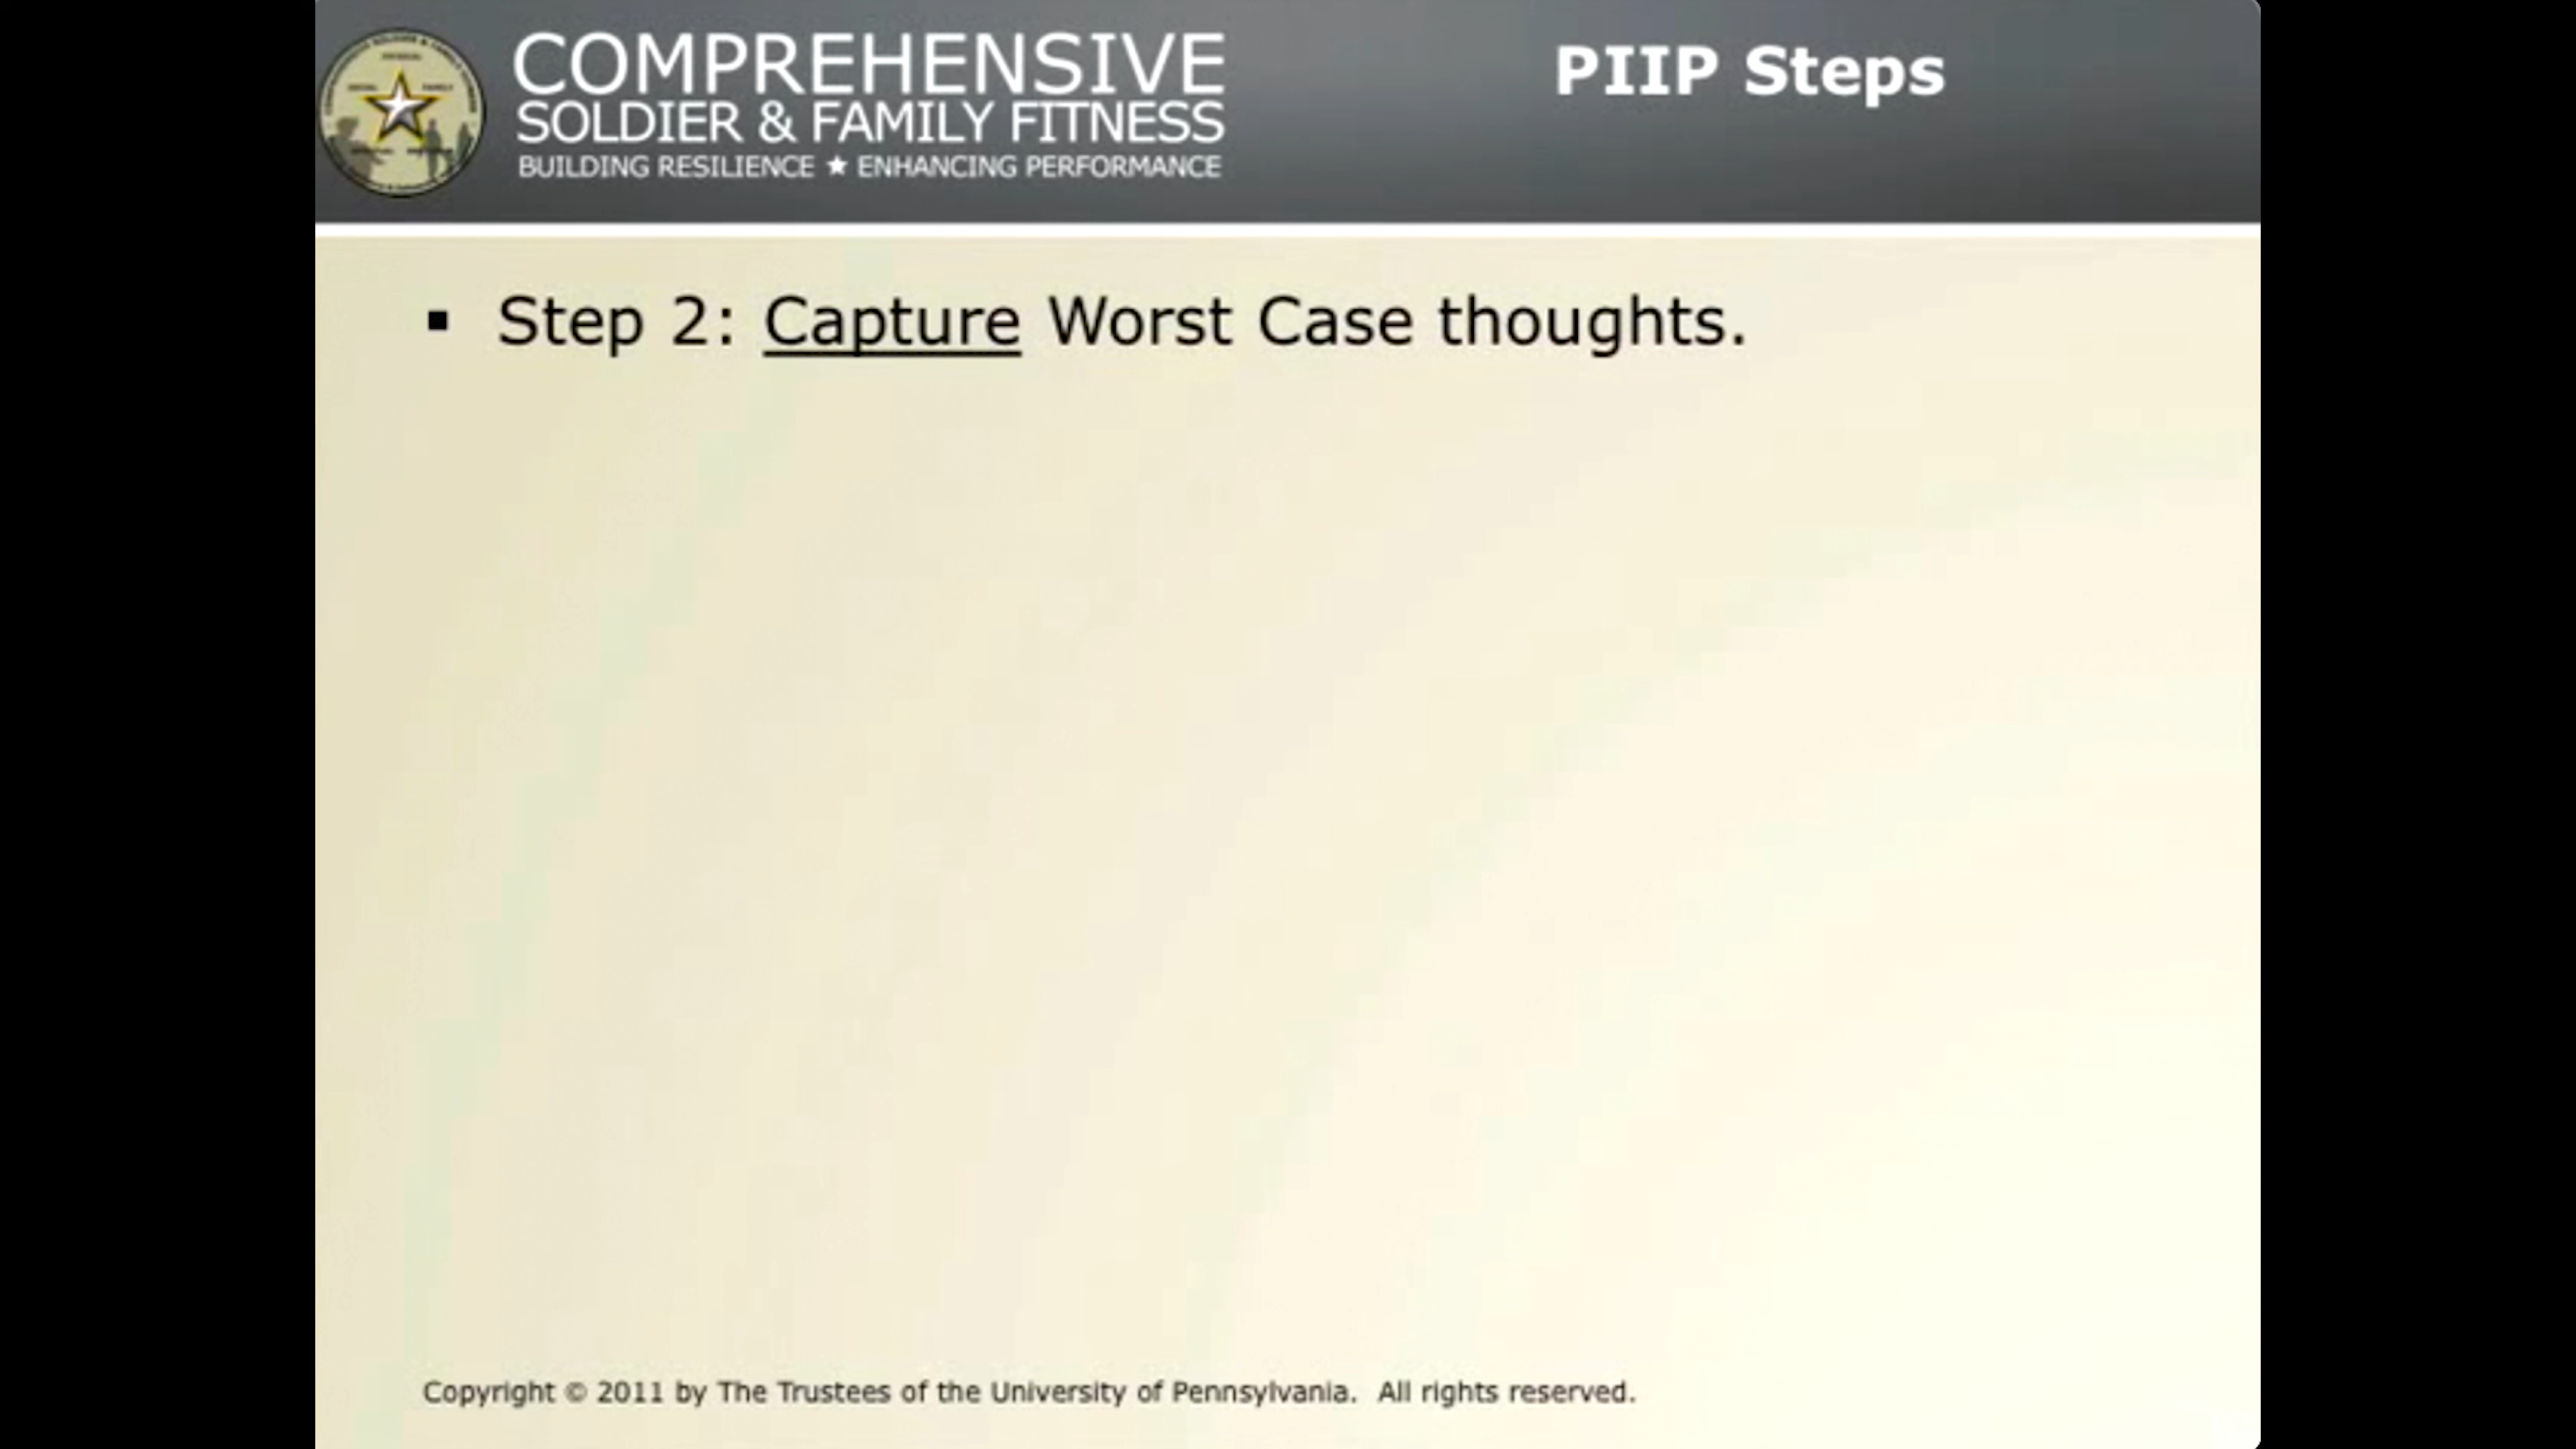 COMPREHENSIVE
SOLDIER & FAMILY FITNESS
BUILDING RESILIENCE ★ ENHANCING PERFORMANCE
PIIP Steps
▪ Step 2: Capture Worst Case thoughts.
Copyright © 2011 by The Trustees of the University of Pennsylvania. All rights reserved.